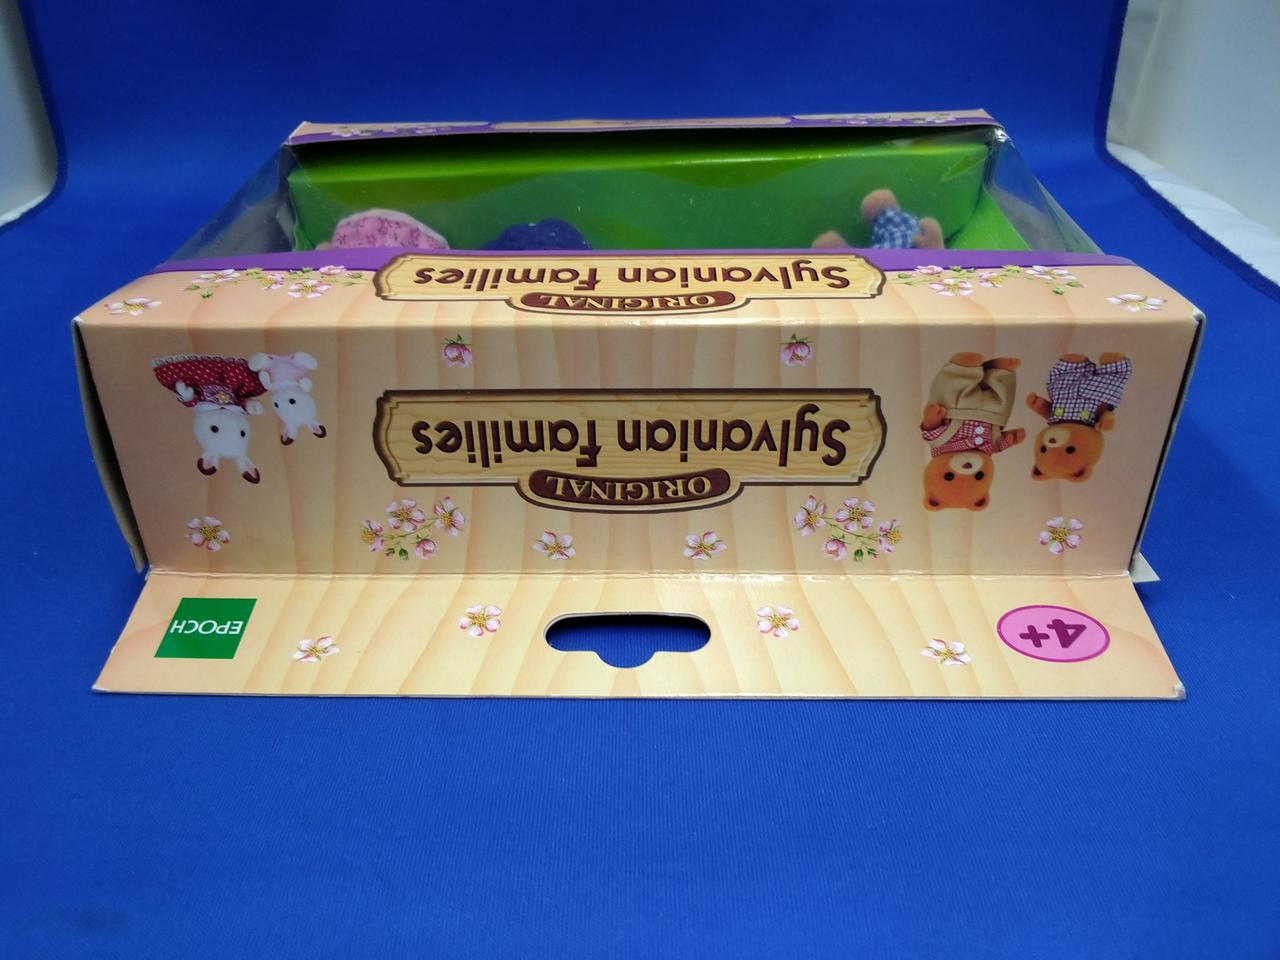 Sylvanian Families
ORIGINAL
Sylvanian Families
ORIGINAL
EPOCH
4+